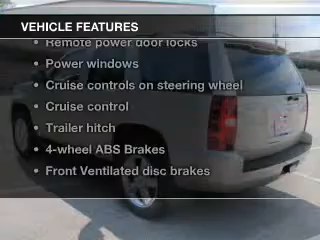 VEHICLE FEATURES
• Remote power door locks
• Power windows
• Cruise controls on steering wheel
• Cruise control
• Trailer hitch
• 4-wheel ABS Brakes
• Front Ventilated disc brakes